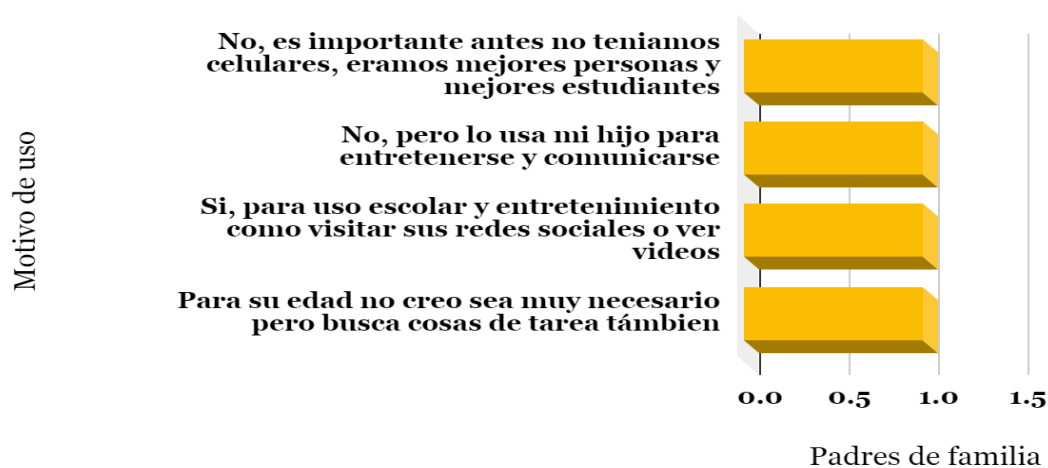 Motivo de uso
No, es importante antes no teniamos
celulares, eramos mejores personas y
mejores estudiantes
No, pero lo usa mi hijo para
entretenerse y comunicarse
Si, para uso escolar y entretenimiento
como visitar sus redes sociales o ver
videos
Para su edad no creo sea muy necesario
pero busca cosas de tarea támbien
0.0 0.5 1.0 1.5
Padres de familia